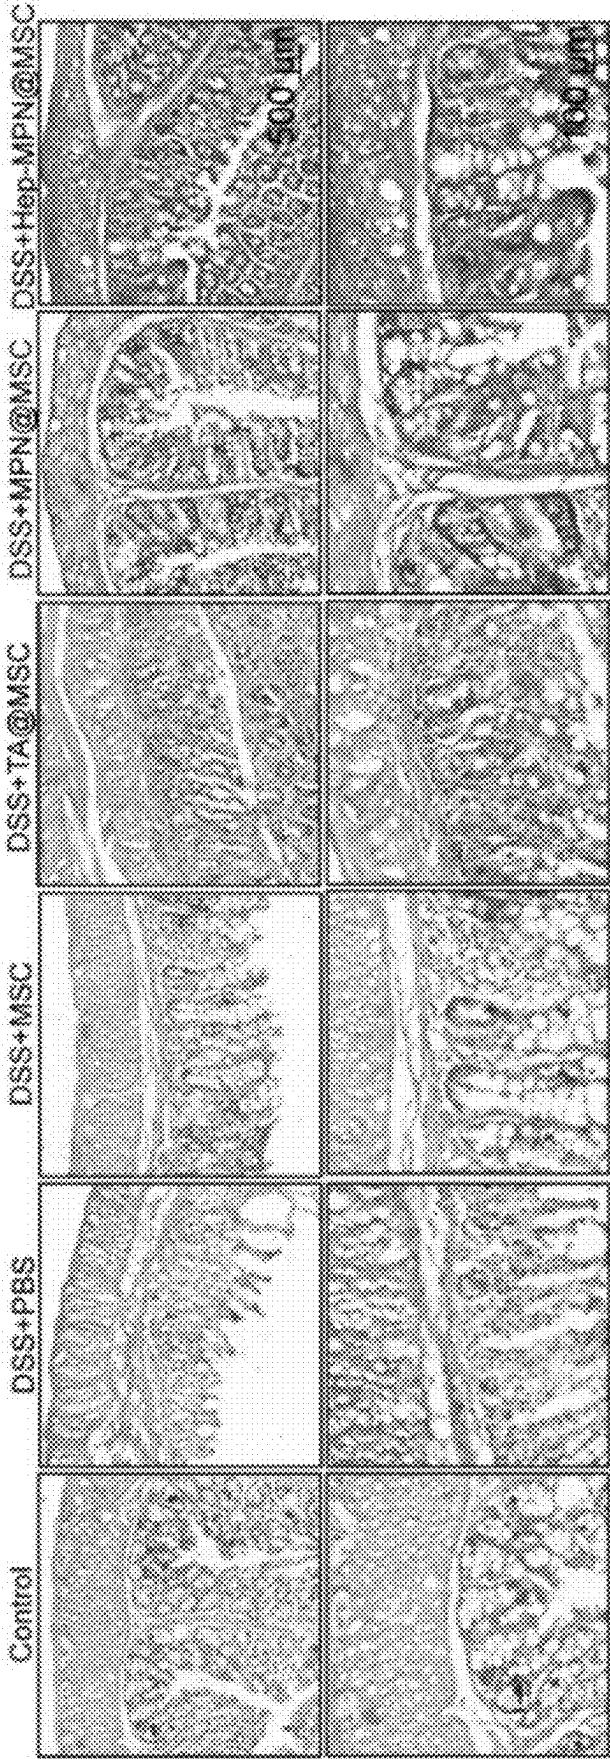 Control
DSS+PBS
DSS+MSC
DSS+TA@MSC
DSS+MPN@MSC
DSS+Hep-MPN@MSC
500 µm
100 µm